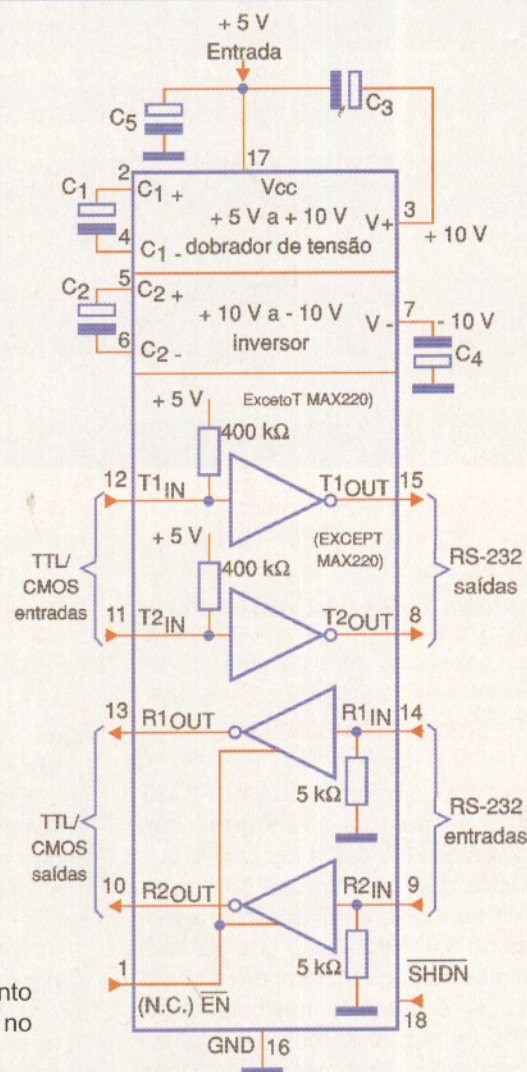 + 5 V
Entrada
C5
C3
17
2
C1
C1 +
Vcc
+ 5 V a + 10 V
dobrador de tensão
V+
3
+ 10 V
4
C1 -
5
C2
C2 +
+ 10 V a - 10 V
inversor
V -
7
- 10 V
6
C2 -
C4
+ 5 V
ExcetoT MAX220)
400 kΩ
12
T1IN
T1OUT
15
+ 5 V
(EXCEPT
MAX220)
400 kΩ
TTL/
CMOS
entradas
RS-232
saídas
11
T2IN
T2OUT
8
13
R1OUT
R1IN
14
5 kΩ
TTL/
CMOS
saídas
RS-232
entradas
10
R2OUT
R2IN
9
5 kΩ
1
(N.C.) EN
SHDN
18
GND
16
nto
no